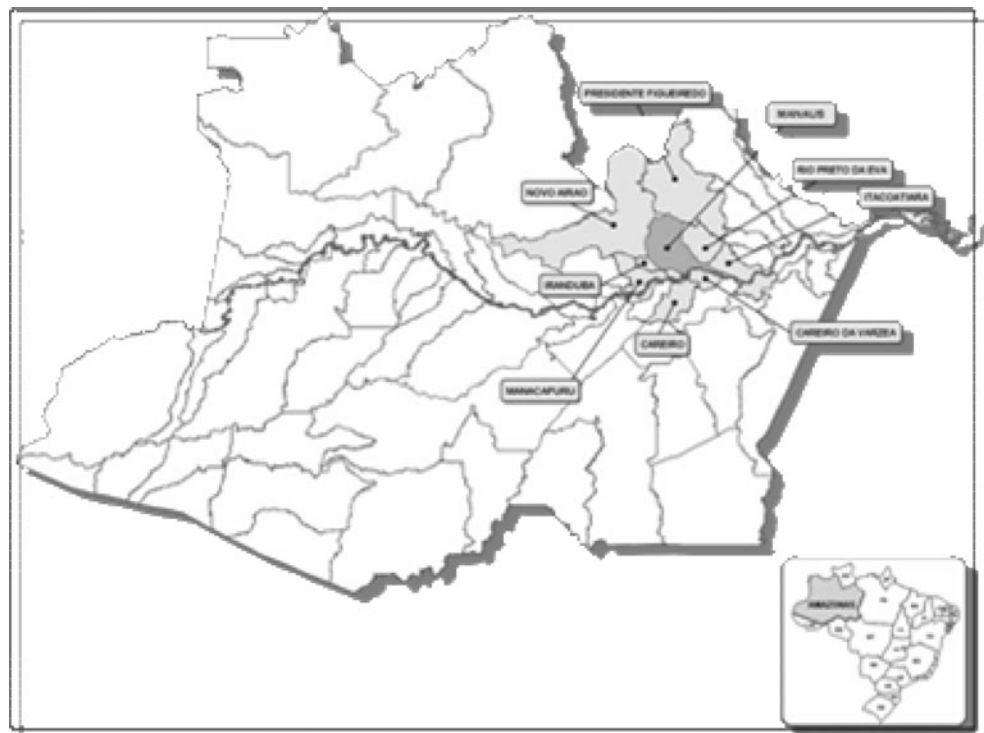 PRESIDENTE FIGUEIREDO
MANAUS
RIO PRETO DA EVA
NOVO AIRÃO
ITACOATIARA
IRANDUBA
CAREIRO DA VARZEA
CAREIRO
MANACAPURU
AMAZONAS